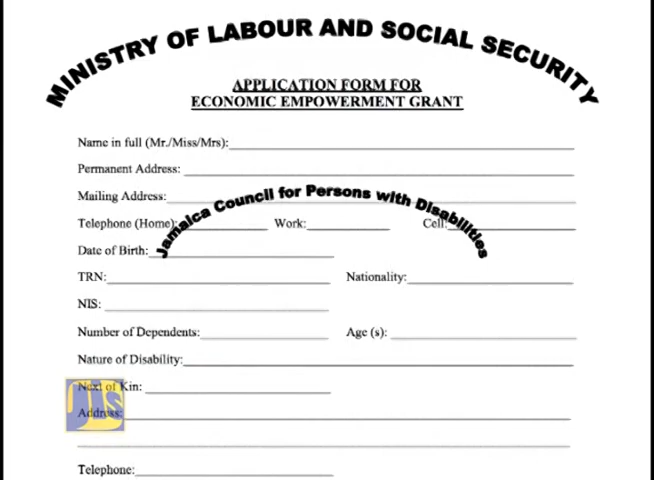 MINISTRY OF LABOUR AND SOCIAL SECURITY
APPLICATION FORM FOR
ECONOMIC EMPOWERMENT GRANT
Name in full (Mr./Miss/Mrs):
Permanent Address:
Mailing Address:
Jamaica Council for Persons with Disabilities
Telephone (Home): Work: Cell:
Date of Birth:
TRN: Nationality:
NIS:
Number of Dependents: Age (s):
Nature of Disability:
Next of Kin:
JIS
Address:
Telephone: